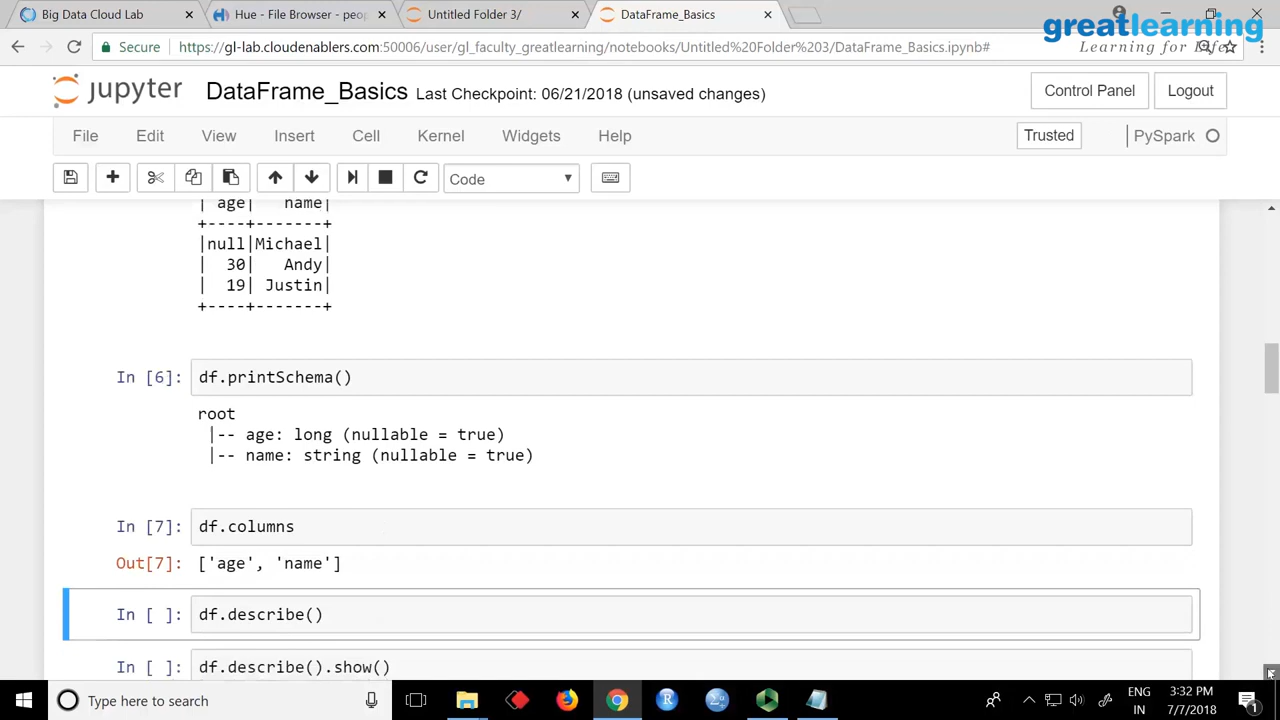 Big Data Cloud Lab
Hue - File Browser - peop
Untitled Folder 3/
DataFrame_Basics
greatlearning
Learning for Life
Secure
https://gl-lab.cloudenablers.com:50006/user/gl_faculty_greatlearning/notebooks/Untitled%20Folder%203/DataFrame_Basics.ipynb#
jupyter
DataFrame_Basics
Last Checkpoint: 06/21/2018 (unsaved changes)
Control Panel
Logout
File
Edit
View
Insert
Cell
Kernel
Widgets
Help
Trusted
PySpark
Code
| age|   name|
+----+-------+
|null|Michael|
|  30|   Andy|
|  19| Justin|
+----+-------+
In [6]: df.printSchema()
root
|-- age: long (nullable = true)
|-- name: string (nullable = true)
In [7]: df.columns
Out[7]: ['age', 'name']
In [ ]: df.describe()
In [ ]: df.describe().show()
Type here to search
ENG
IN
3:32 PM
7/7/2018
1